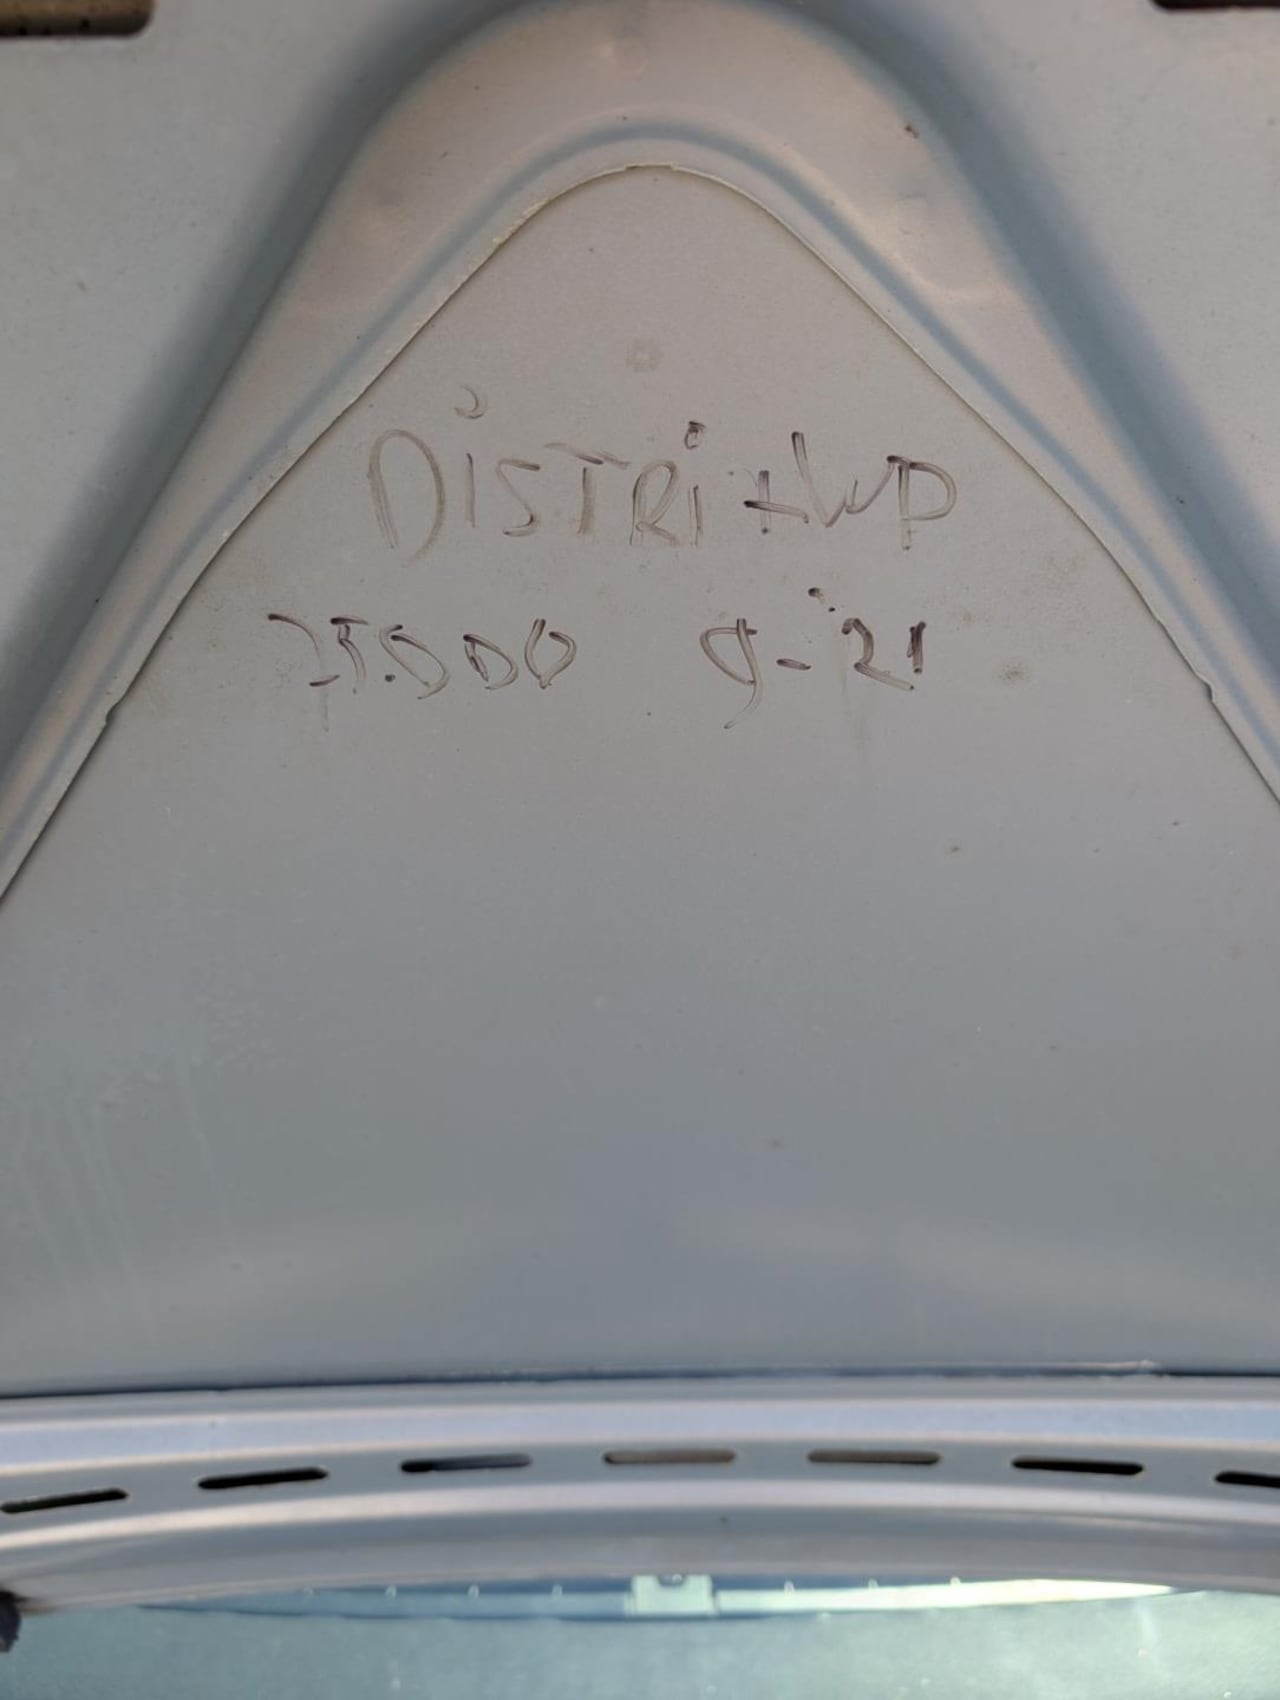 DiSTRi + WP
75.000 9-21